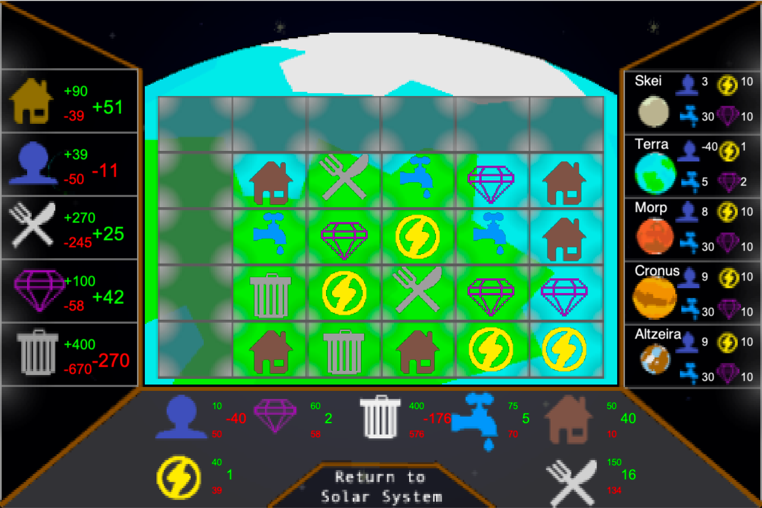 +90
-39 +51
+39
-50 -11
+270
-245 +25
+100
-58 +42
+400
-670 -270
Skei 3 10
30 10
Terra -40 1
5 2
Morp 8 10
30 10
Cronus 9 10
30 10
Altzeira 9 10
30 10
10 60 400 75 50
-40 2 -176 5 40
50 58 576 70 10
40 150
1 16
39 134
Return to
Solar System